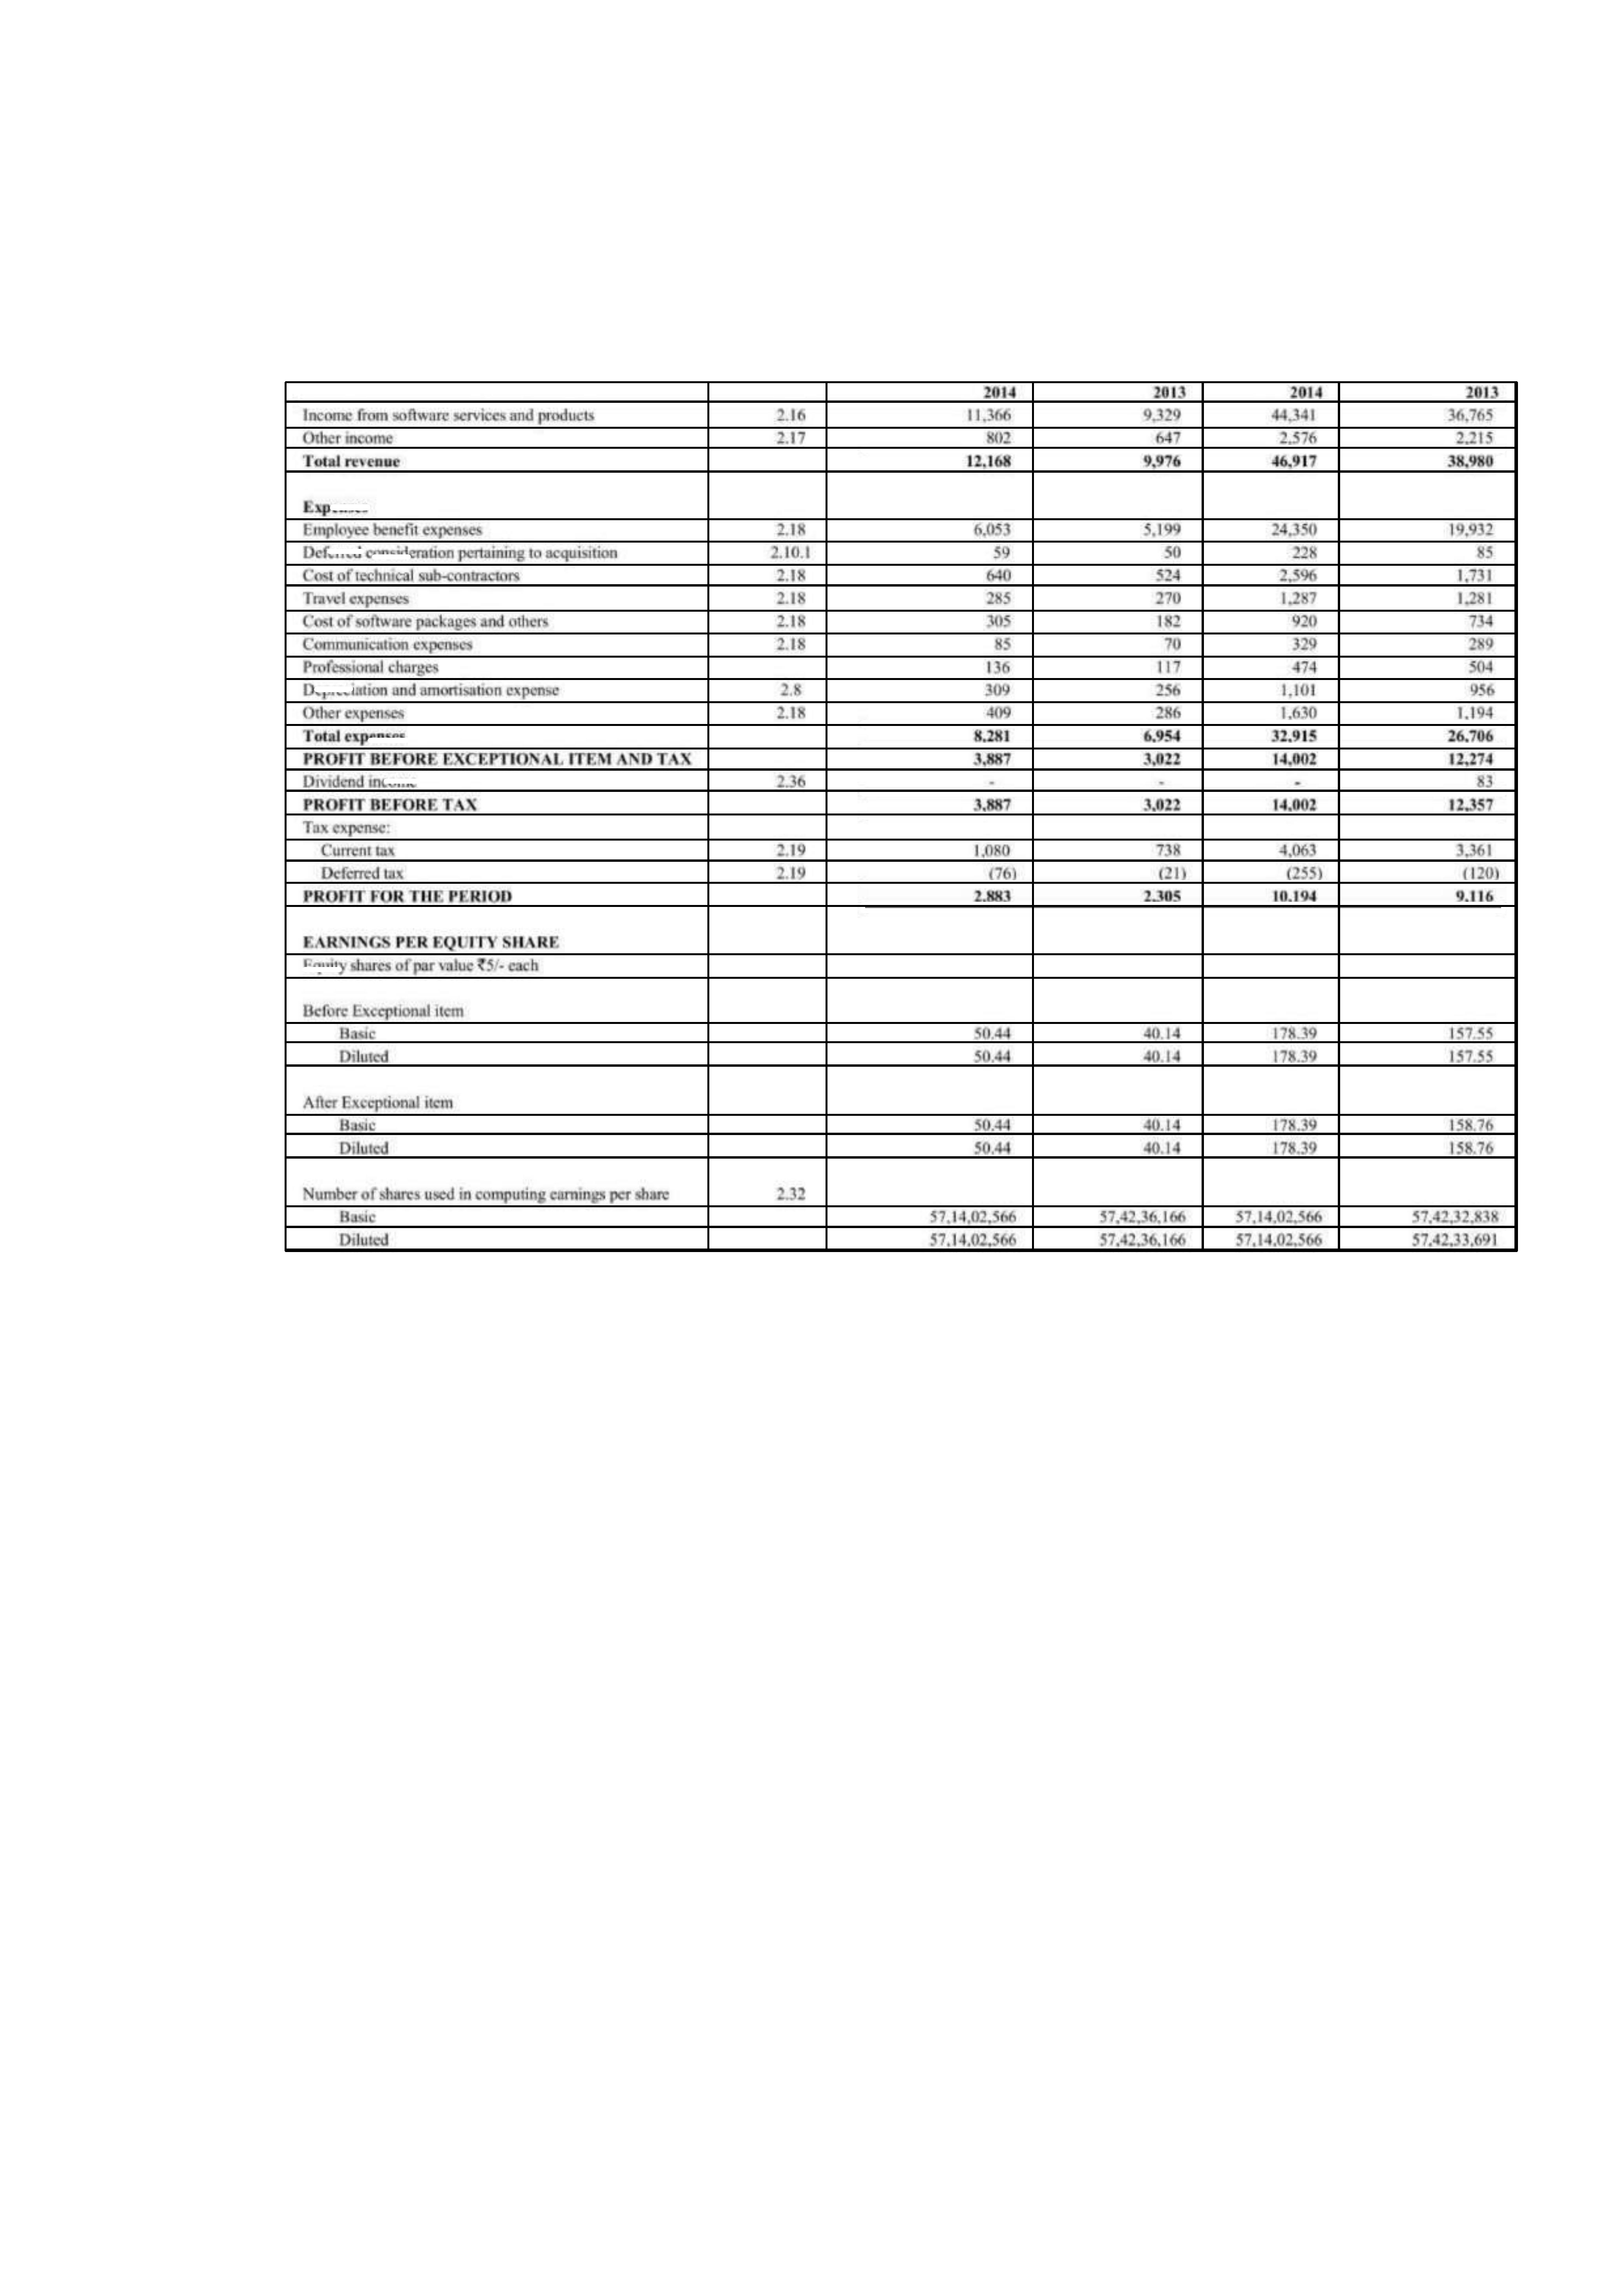 2014 2013 2014 2013
Income from software services and products 2.16 11,366 9,329 44,341 36,765
Other income 2.17 802 647 2,576 2,215
Total revenue 12,168 9,976 46,917 38,980
Employee benefit expenses 2.18 6,053 5,199 24,350 19,932
consideration pertaining to acquisition 2.10.1 59 50 228 85
Cost of technical sub-contractors 2.18 640 524 2,596 1,731
Travel expenses 2.18 285 270 1,287 1,281
Cost of software packages and others 2.18 305 182 920 734
Communication expenses 2.18 85 70 329 289
Professional charges 136 117 474 504
and amortisation expense 2.8 309 256 1,101 956
Other expenses 2.18 409 286 1,630 1,194
Total expenses 8,281 6,954 32,915 26,706
PROFIT BEFORE EXCEPTIONAL ITEM AND TAX 3,887 3,022 14,002 12,274
Dividend income 2.36 - - - 83
PROFIT BEFORE TAX 3,887 3,022 14,002 12,357
Tax expense:
Current tax 2.19 1,080 738 4,063 3,361
Deferred tax 2.19 (76) (21) (255) (120)
PROFIT FOR THE PERIOD 2.883 2.305 10.194 9.116
EARNINGS PER EQUITY SHARE
Equity shares of par value ₹5/- each
Before Exceptional item
Basic 50.44 40.14 178.39 157.55
Diluted 50.44 40.14 178.39 157.55
After Exceptional item
Basic 50.44 40.14 178.39 158.76
Diluted 50.44 40.14 178.39 158.76
Number of shares used in computing earnings per share 2.32
Basic 57,14,02,566 57,42,36,166 57,14,02,566 57,42,32,838
Diluted 57,14,02,566 57,42,36,166 57,14,02,566 57,42,33,691